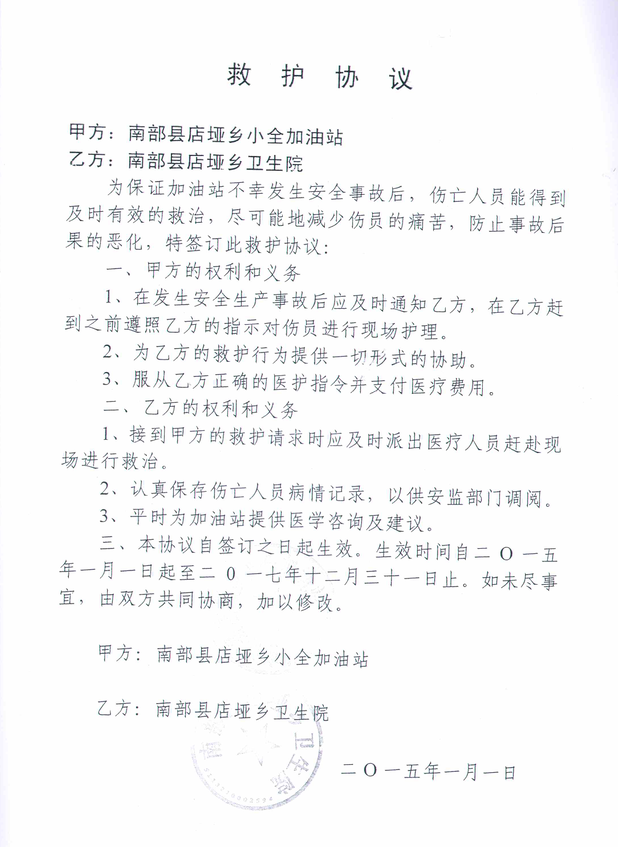 救护协议
甲方：南部县店垭乡小全加油站
乙方：南部县店垭乡卫生院
为保证加油站不幸发生安全事故后，伤亡人员能得到
及时有效的救治，尽可能地减少伤员的痛苦，防止事故后
果的恶化，特签订此救护协议：
一、甲方的权利和义务
1、在发生安全生产事故后应及时通知乙方，在乙方赶
到之前遵照乙方的指示对伤员进行现场护理。
2、为乙方的救护行为提供一切形式的协助。
3、服从乙方正确的医护指令并支付医疗费用。
二、乙方的权利和义务
1、接到甲方的救护请求时应及时派出医疗人员赶赴现
场进行救治。
2、认真保存伤亡人员病情记录，以供安监部门调阅。
3、平时为加油站提供医学咨询及建议。
三、本协议自签订之日起生效。生效时间自二O一五
年一月一日起至二0一七年十二月三十一日止。如未尽事
宜，由双方共同协商，加以修改。
甲方：南部县店垭乡小全加油站
乙方：南部县店垭乡卫生院
南
乡卫生院
二O一五年一月一日